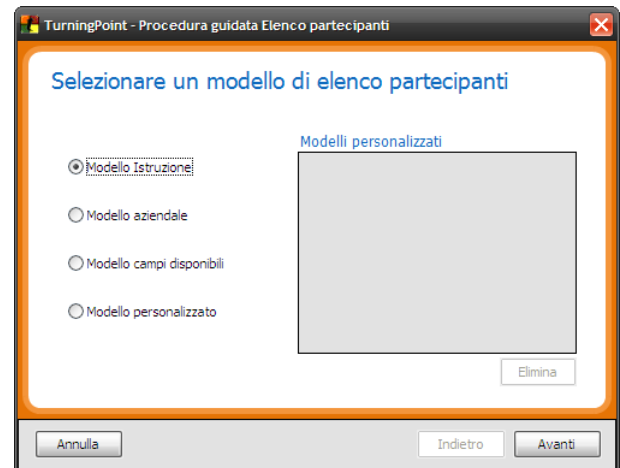 TurningPoint - Procedura guidata Elenco partecipanti
Selezionare un modello di elenco partecipanti
Modelli personalizzati
Modello Istruzione
Modello aziendale
Modello campi disponibili
Modello personalizzato
Elimina
Annulla
Indietro
Avanti